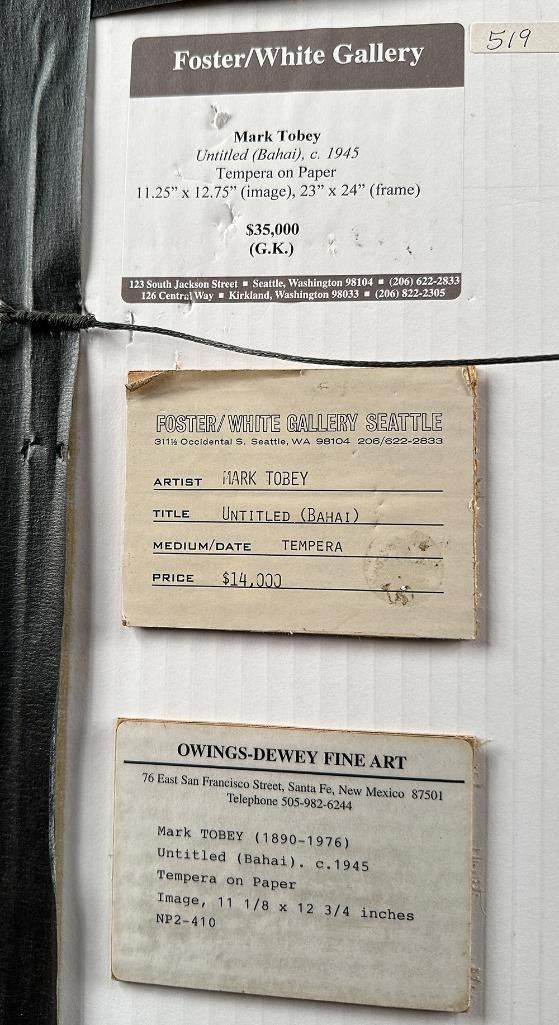 519
Foster/White Gallery
Mark Tobey
Untitled (Bahai), c. 1945
Tempera on Paper
11.25” x 12.75” (image), 23” x 24” (frame)
$35,000
(G.K.)
123 South Jackson Street ■ Seattle, Washington 98104 ■ (206) 622-2833
126 Central Way ■ Kirkland, Washington 98033 ■ (206) 822-2305
FOSTER/WHITE GALLERY SEATTLE
311½ Occidental S. Seattle, WA 98104 206/622-2833
ARTIST MARK TOBEY
TITLE UNTITLED (BAHAI)
MEDIUM/DATE TEMPERA
PRICE $14,000
OWINGS-DEWEY FINE ART
76 East San Francisco Street, Santa Fe, New Mexico 87501
Telephone 505-982-6244
Mark TOBEY (1890-1976)
Untitled (Bahai). c.1945
Tempera on Paper
Image, 11 1/8 x 12 3/4 inches
NP2-410